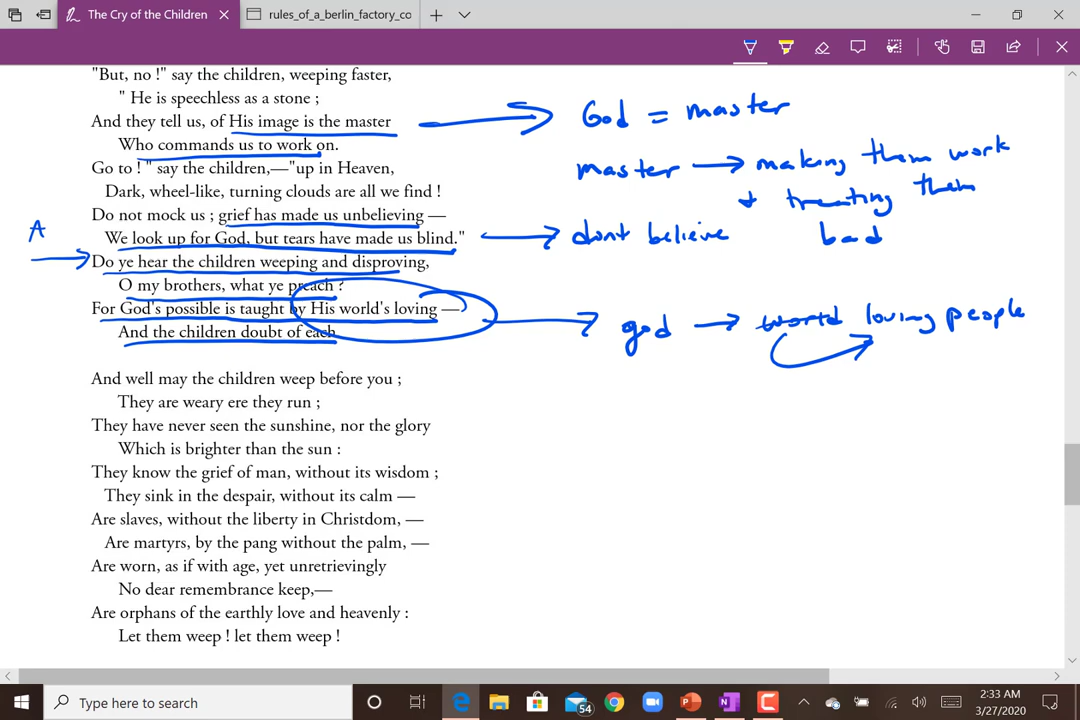 The Cry of the Children
rules_of_a_berlin_factory_co
"But, no !" say the children, weeping faster,
" He is speechless as a stone ;
And they tell us, of His image is the master
Who commands us to work on.
Go to ! " say the children,—"up in Heaven,
Dark, wheel-like, turning clouds are all we find !
Do not mock us ; grief has made us unbelieving —
We look up for God, but tears have made us blind."
Do ye hear the children weeping and disproving,
O my brothers, what ye preach ?
For God's possible is taught by His world's loving —
And the children doubt of each.
And well may the children weep before you ;
They are weary ere they run ;
They have never seen the sunshine, nor the glory
Which is brighter than the sun :
They know the grief of man, without its wisdom ;
They sink in the despair, without its calm —
Are slaves, without the liberty in Christdom, —
Are martyrs, by the pang without the palm, —
Are worn, as if with age, yet unretrievingly
No dear remembrance keep,—
Are orphans of the earthly love and heavenly :
Let them weep ! let them weep !
A
God = master
master → making them work
+ treating them
bad
dont believe
god → world loving people
Type here to search
54
2:33 AM
3/27/2020